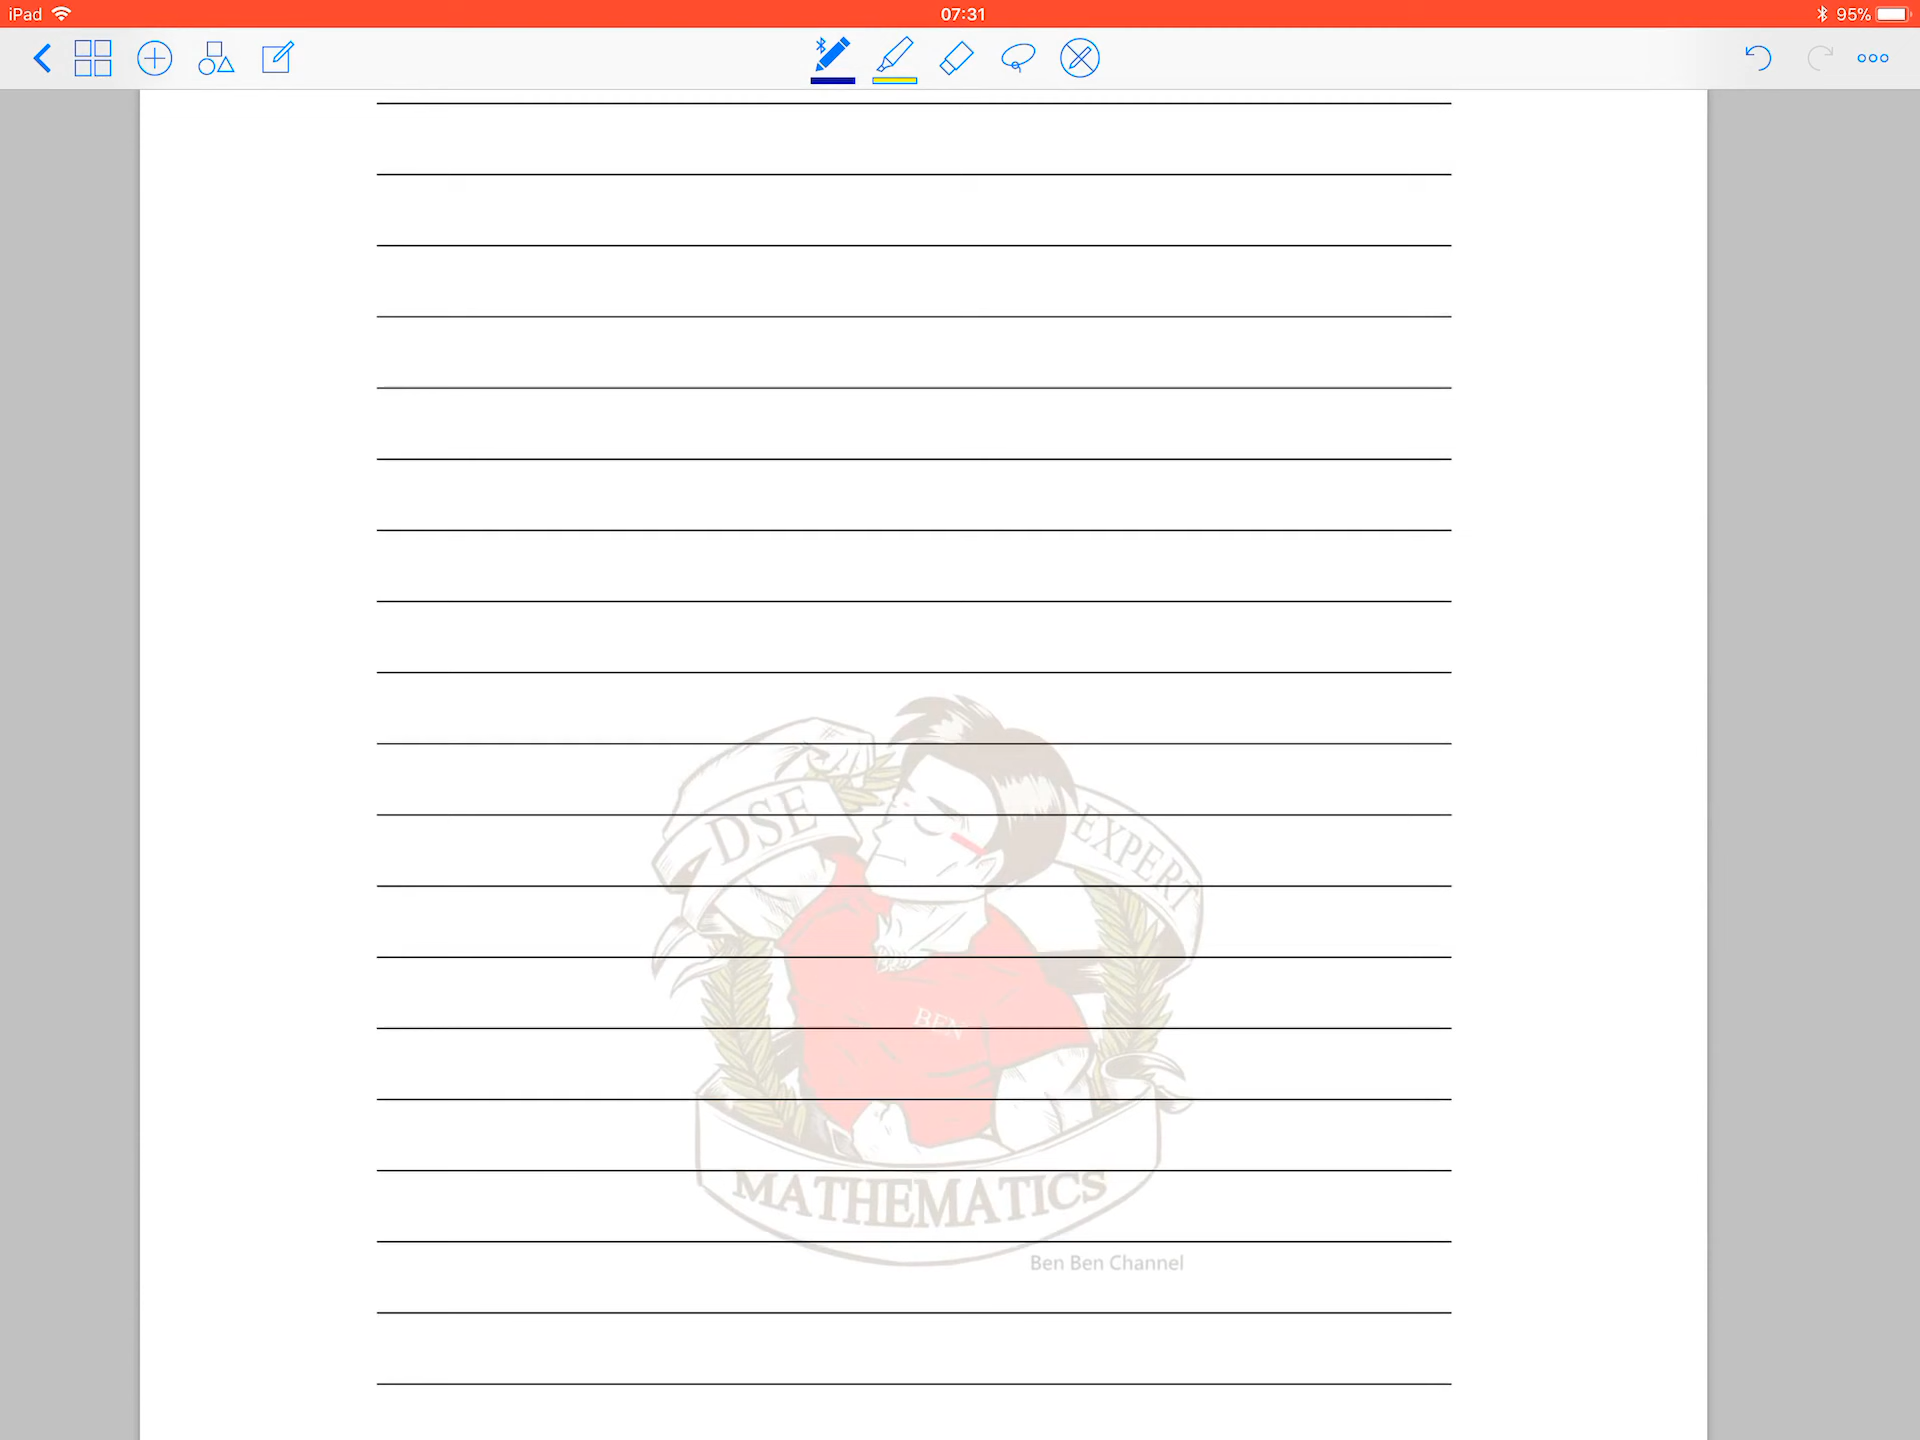 iPad
07:31
95%
DSE
EXPERT
BEN
MATHEMATICS
Ben Ben Channel